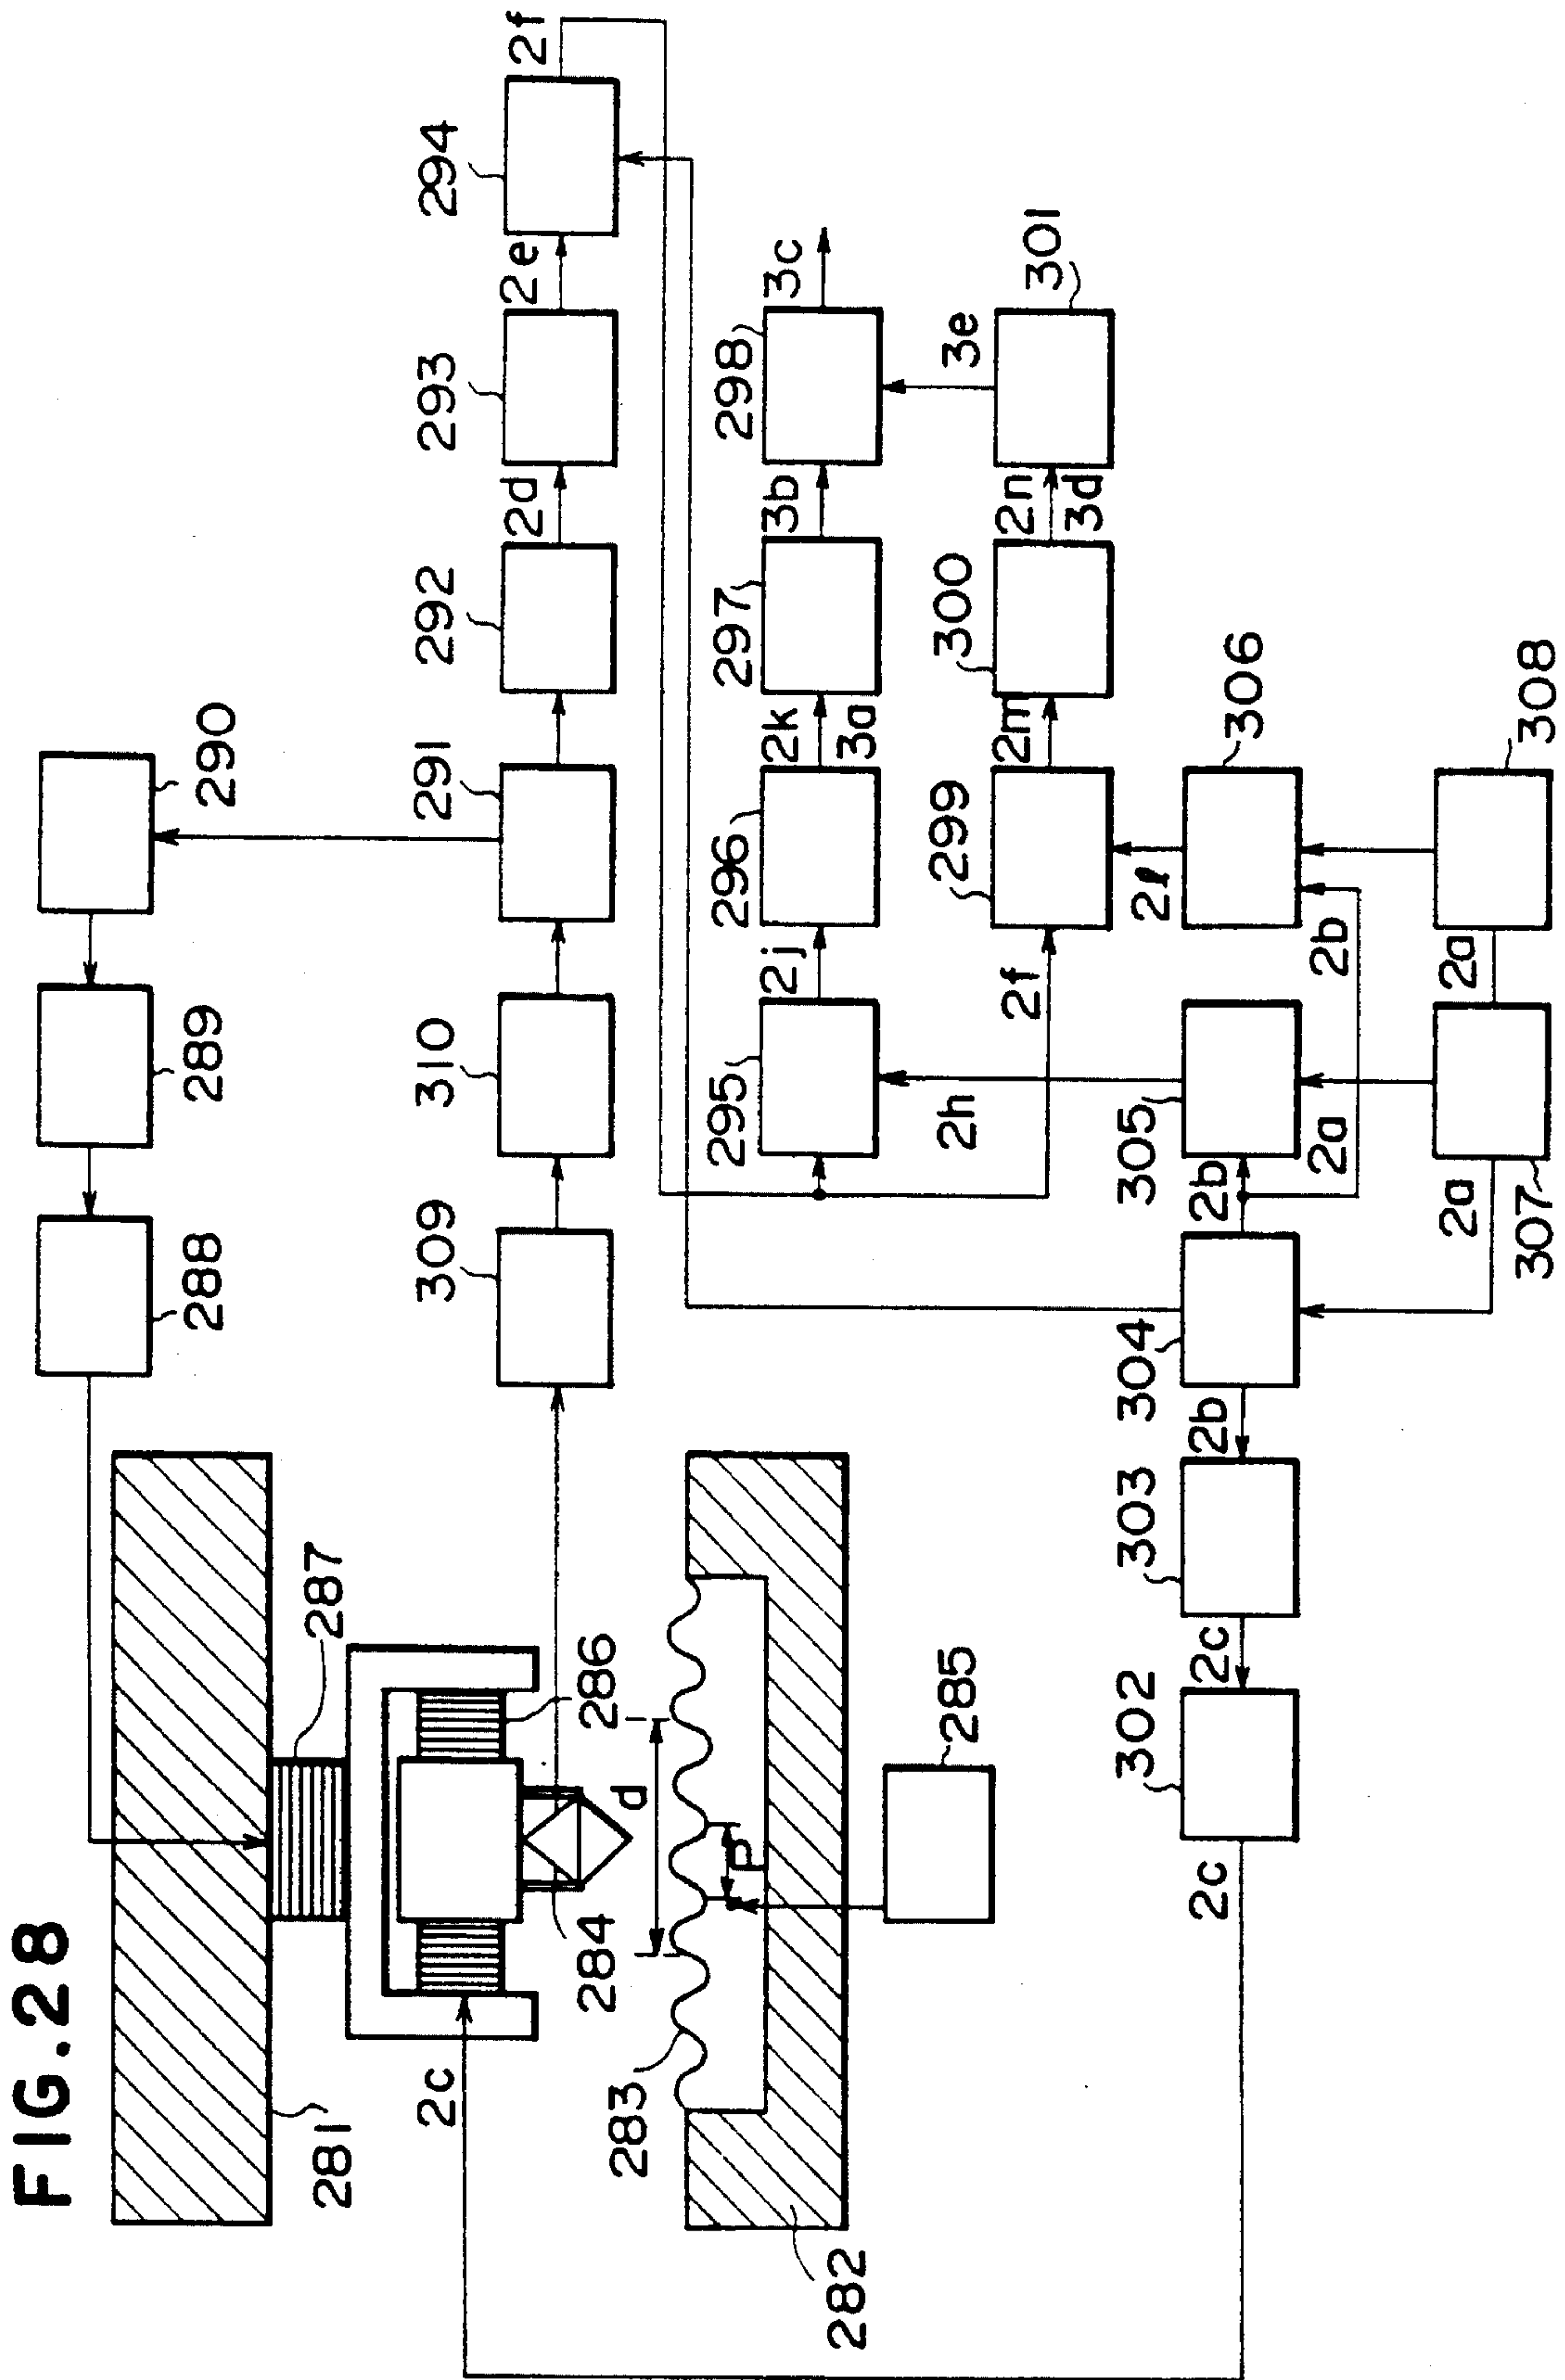 FIG.28
281
287
288
289
290
2c
286
284
309
310
291
292
2d
293
2e
294
2f
283
d
P
282
285
295
2j
296
2k
3a
297
3b
298
3c
2h
2f
299
2m
300
2n
3d
301
3e
2l
302
2c
2c
303
2b
304
2b
305
2a
2b
306
2a
307
2a
308